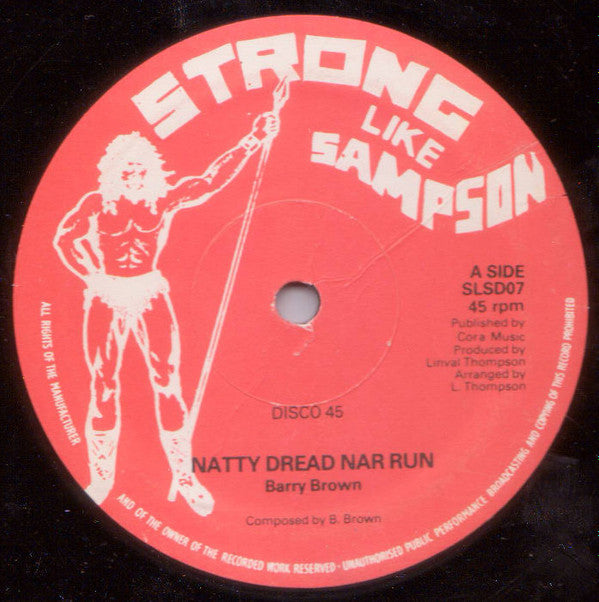 STRONG
LIKE
SAMPSON
A SIDE
SLSD07
45 rpm
Published by
Cora Music
Produced by
Linval Thompson
Arranged by
L. Thompson
DISCO 45
NATTY DREAD NAR RUN
Barry Brown
Composed by B. Brown
ALL RIGHTS OF THE MANUFACTURER
AND OF THE OWNER OF THE RECORDED WORK RESERVED - UNAUTHORISED PUBLIC PERFORMANCE BROADCASTING AND COPYING OF THIS RECORD PROHIBITED